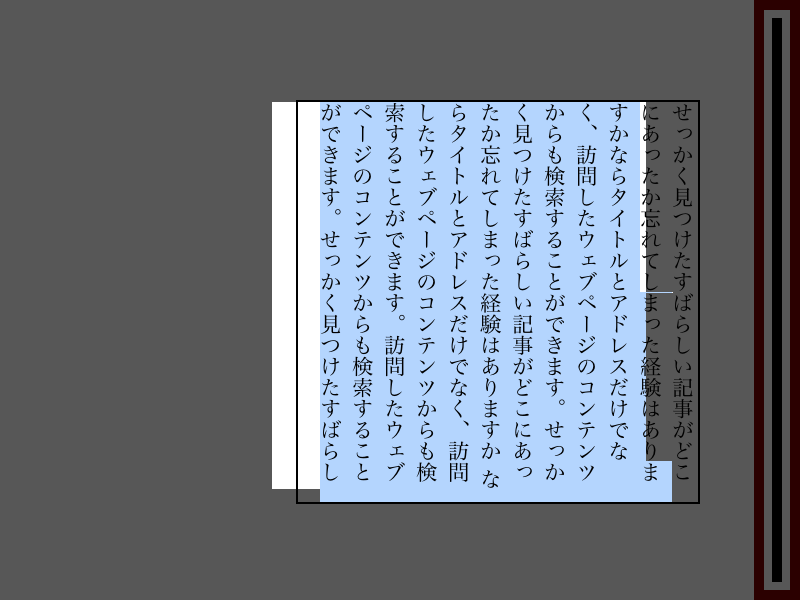 せっかく見つけたすばらしい記事がどこ
にあったか忘れてしまった経験はありま
すかならタイトルとアドレスだけでな
く、訪問したウェブページのコンテンツ
からも検索することができます。せっか
く見つけたすばらしい記事がどこにあっ
たか忘れてしまった経験はありますか な
らタイトルとアドレスだけでなく、訪問
したウェブページのコンテンツからも検
索することができます。訪問したウェブ
ページのコンテンツからも検索すること
ができます。せっかく見つけたすばらし